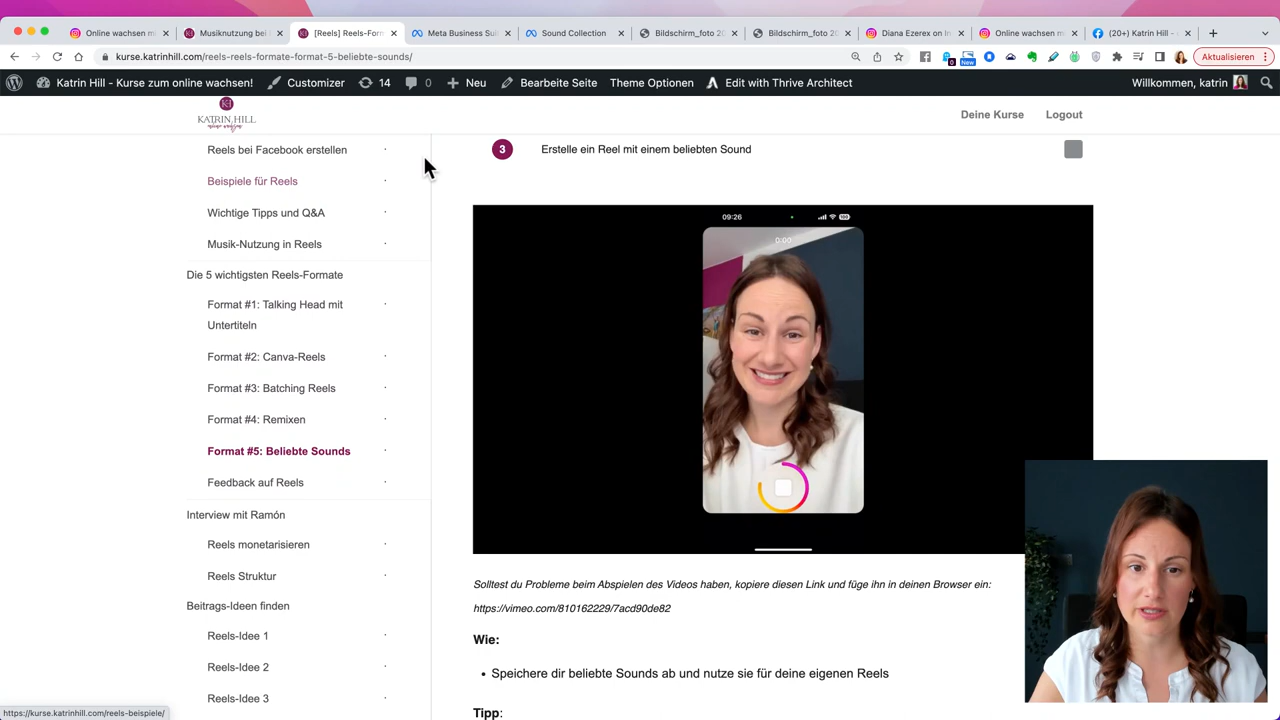 Online wachsen m
Musiknutzung bei
[Reels] Reels-For
Meta Business Sui
Sound Collection
Bildschirm_foto 20
Bildschirm_foto 20
Diana Ezerex on In
Online wachsen m
(20+) Katrin Hill -
kurse.katrinhill.com/reels-reels-formate-format-5-beliebte-sounds/
New
Aktualisieren
Katrin Hill - Kurse zum online wachsen!
Customizer
14
0
Neu
Bearbeite Seite
Theme Optionen
Edit with Thrive Architect
Willkommen, katrin
KATRIN HILL
Deine Kurse
Logout
Reels bei Facebook erstellen
Beispiele für Reels
Wichtige Tipps und Q&A
Musik-Nutzung in Reels
Die 5 wichtigsten Reels-Formate
Format #1: Talking Head mit
Untertiteln
Format #2: Canva-Reels
Format #3: Batching Reels
Format #4: Remixen
Format #5: Beliebte Sounds
Feedback auf Reels
Interview mit Ramón
Reels monetarisieren
Reels Struktur
Beitrags-Ideen finden
Reels-Idee 1
Reels-Idee 2
Reels-Idee 3
3 Erstelle ein Reel mit einem beliebten Sound
09:26
0:00
Solltest du Probleme beim Abspielen des Videos haben, kopiere diesen Link und füge ihn in deinen Browser ein:
https://vimeo.com/810162229/7acd90de82
Wie:
• Speichere dir beliebte Sounds ab und nutze sie für deine eigenen Reels
Tipp:
https://kurse.katrinhill.com/reels-beispiele/